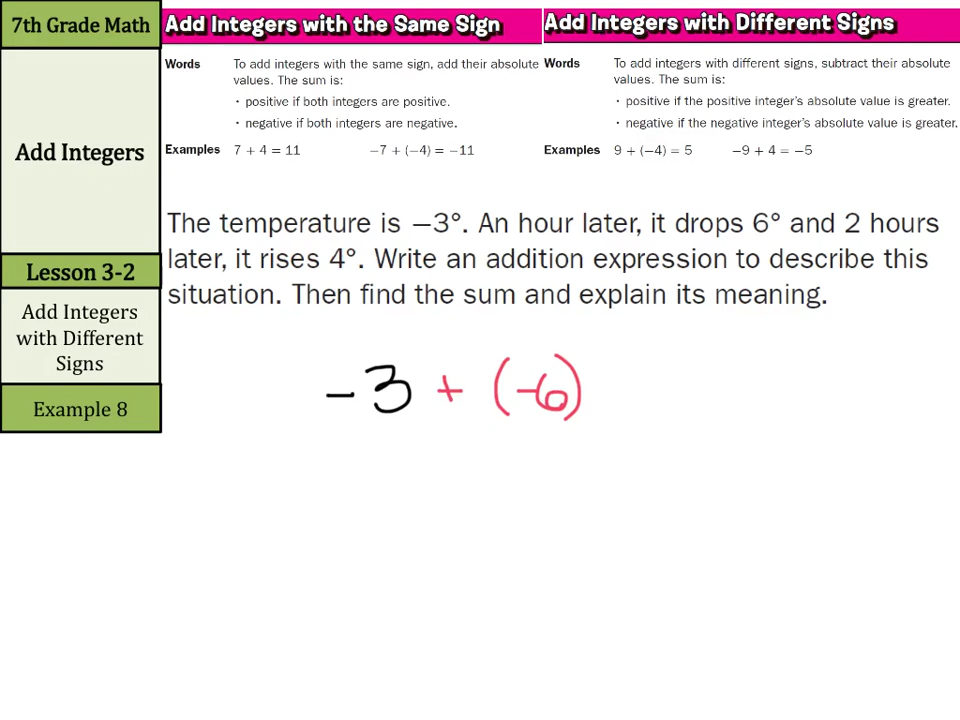 7th Grade Math
Add Integers with the Same Sign
Words To add integers with the same sign, add their absolute
values. The sum is:
• positive if both integers are positive.
• negative if both integers are negative.
Examples 7 + 4 = 11 −7 + (−4) = −11
Add Integers with Different Signs
Words To add integers with different signs, subtract their absolute
values. The sum is:
• positive if the positive integer's absolute value is greater.
• negative if the negative integer's absolute value is greater.
Examples 9 + (−4) = 5 −9 + 4 = −5
Add Integers
Lesson 3-2
Add Integers
with Different
Signs
Example 8
The temperature is −3°. An hour later, it drops 6° and 2 hours
later, it rises 4°. Write an addition expression to describe this
situation. Then find the sum and explain its meaning.
-3 + (-6)